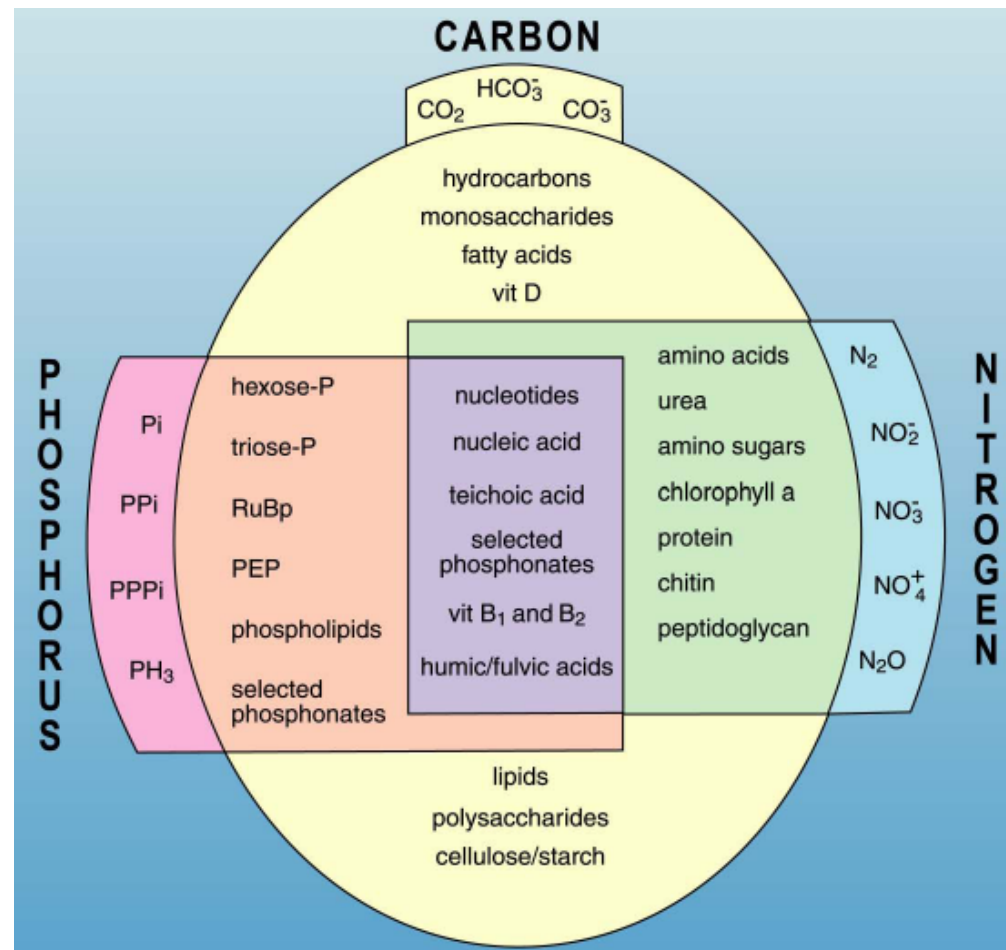 CARBON
CO₂
HCO₃⁻
CO₃⁻
hydrocarbons
monosaccharides
fatty acids
vit D
PHOSPHORUS
Pi
PPi
PPPi
PH₃
hexose-P
triose-P
RuBp
PEP
phospholipids
selected
phosphonates
nucleotides
nucleic acid
teichoic acid
selected
phosphonates
vit B₁ and B₂
humic/fulvic acids
amino acids
urea
amino sugars
chlorophyll a
protein
chitin
peptidoglycan
N₂
NO₂⁻
NO₃⁻
NO₄⁺
N₂O
NITROGEN
lipids
polysaccharides
cellulose/starch